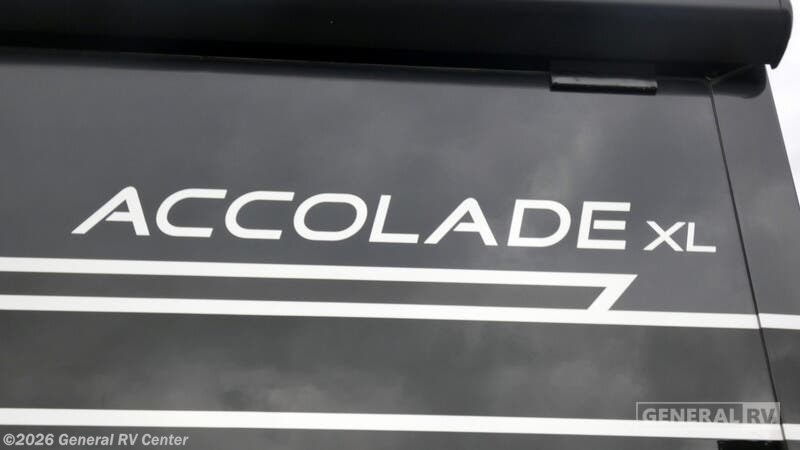 ACCOLADE XL
GENERAL RV
©2026 General RV Center